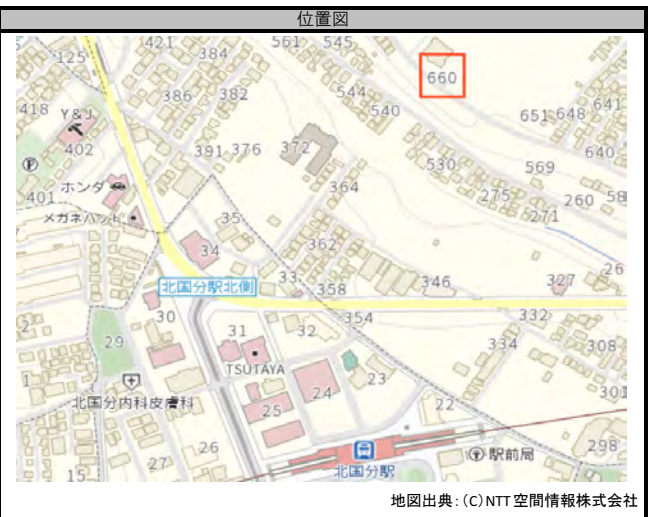 位置図
421 384 561 545
125
660
544
386 382 540
418 Y&J 651 648 641
402 391 376 372 640
530 569
ホンダ 364
401 275 260 58
メガネハット 35 271
34 362
北国分駅北側 33 358 346 327 26
30 31 32 354 332
29 334 308
TSUTAYA
24 23
北国分内科皮膚科 25 22 301
26 298
27 北国分駅 〒駅前局
15
地図出典：(C)NTT空間情報株式会社